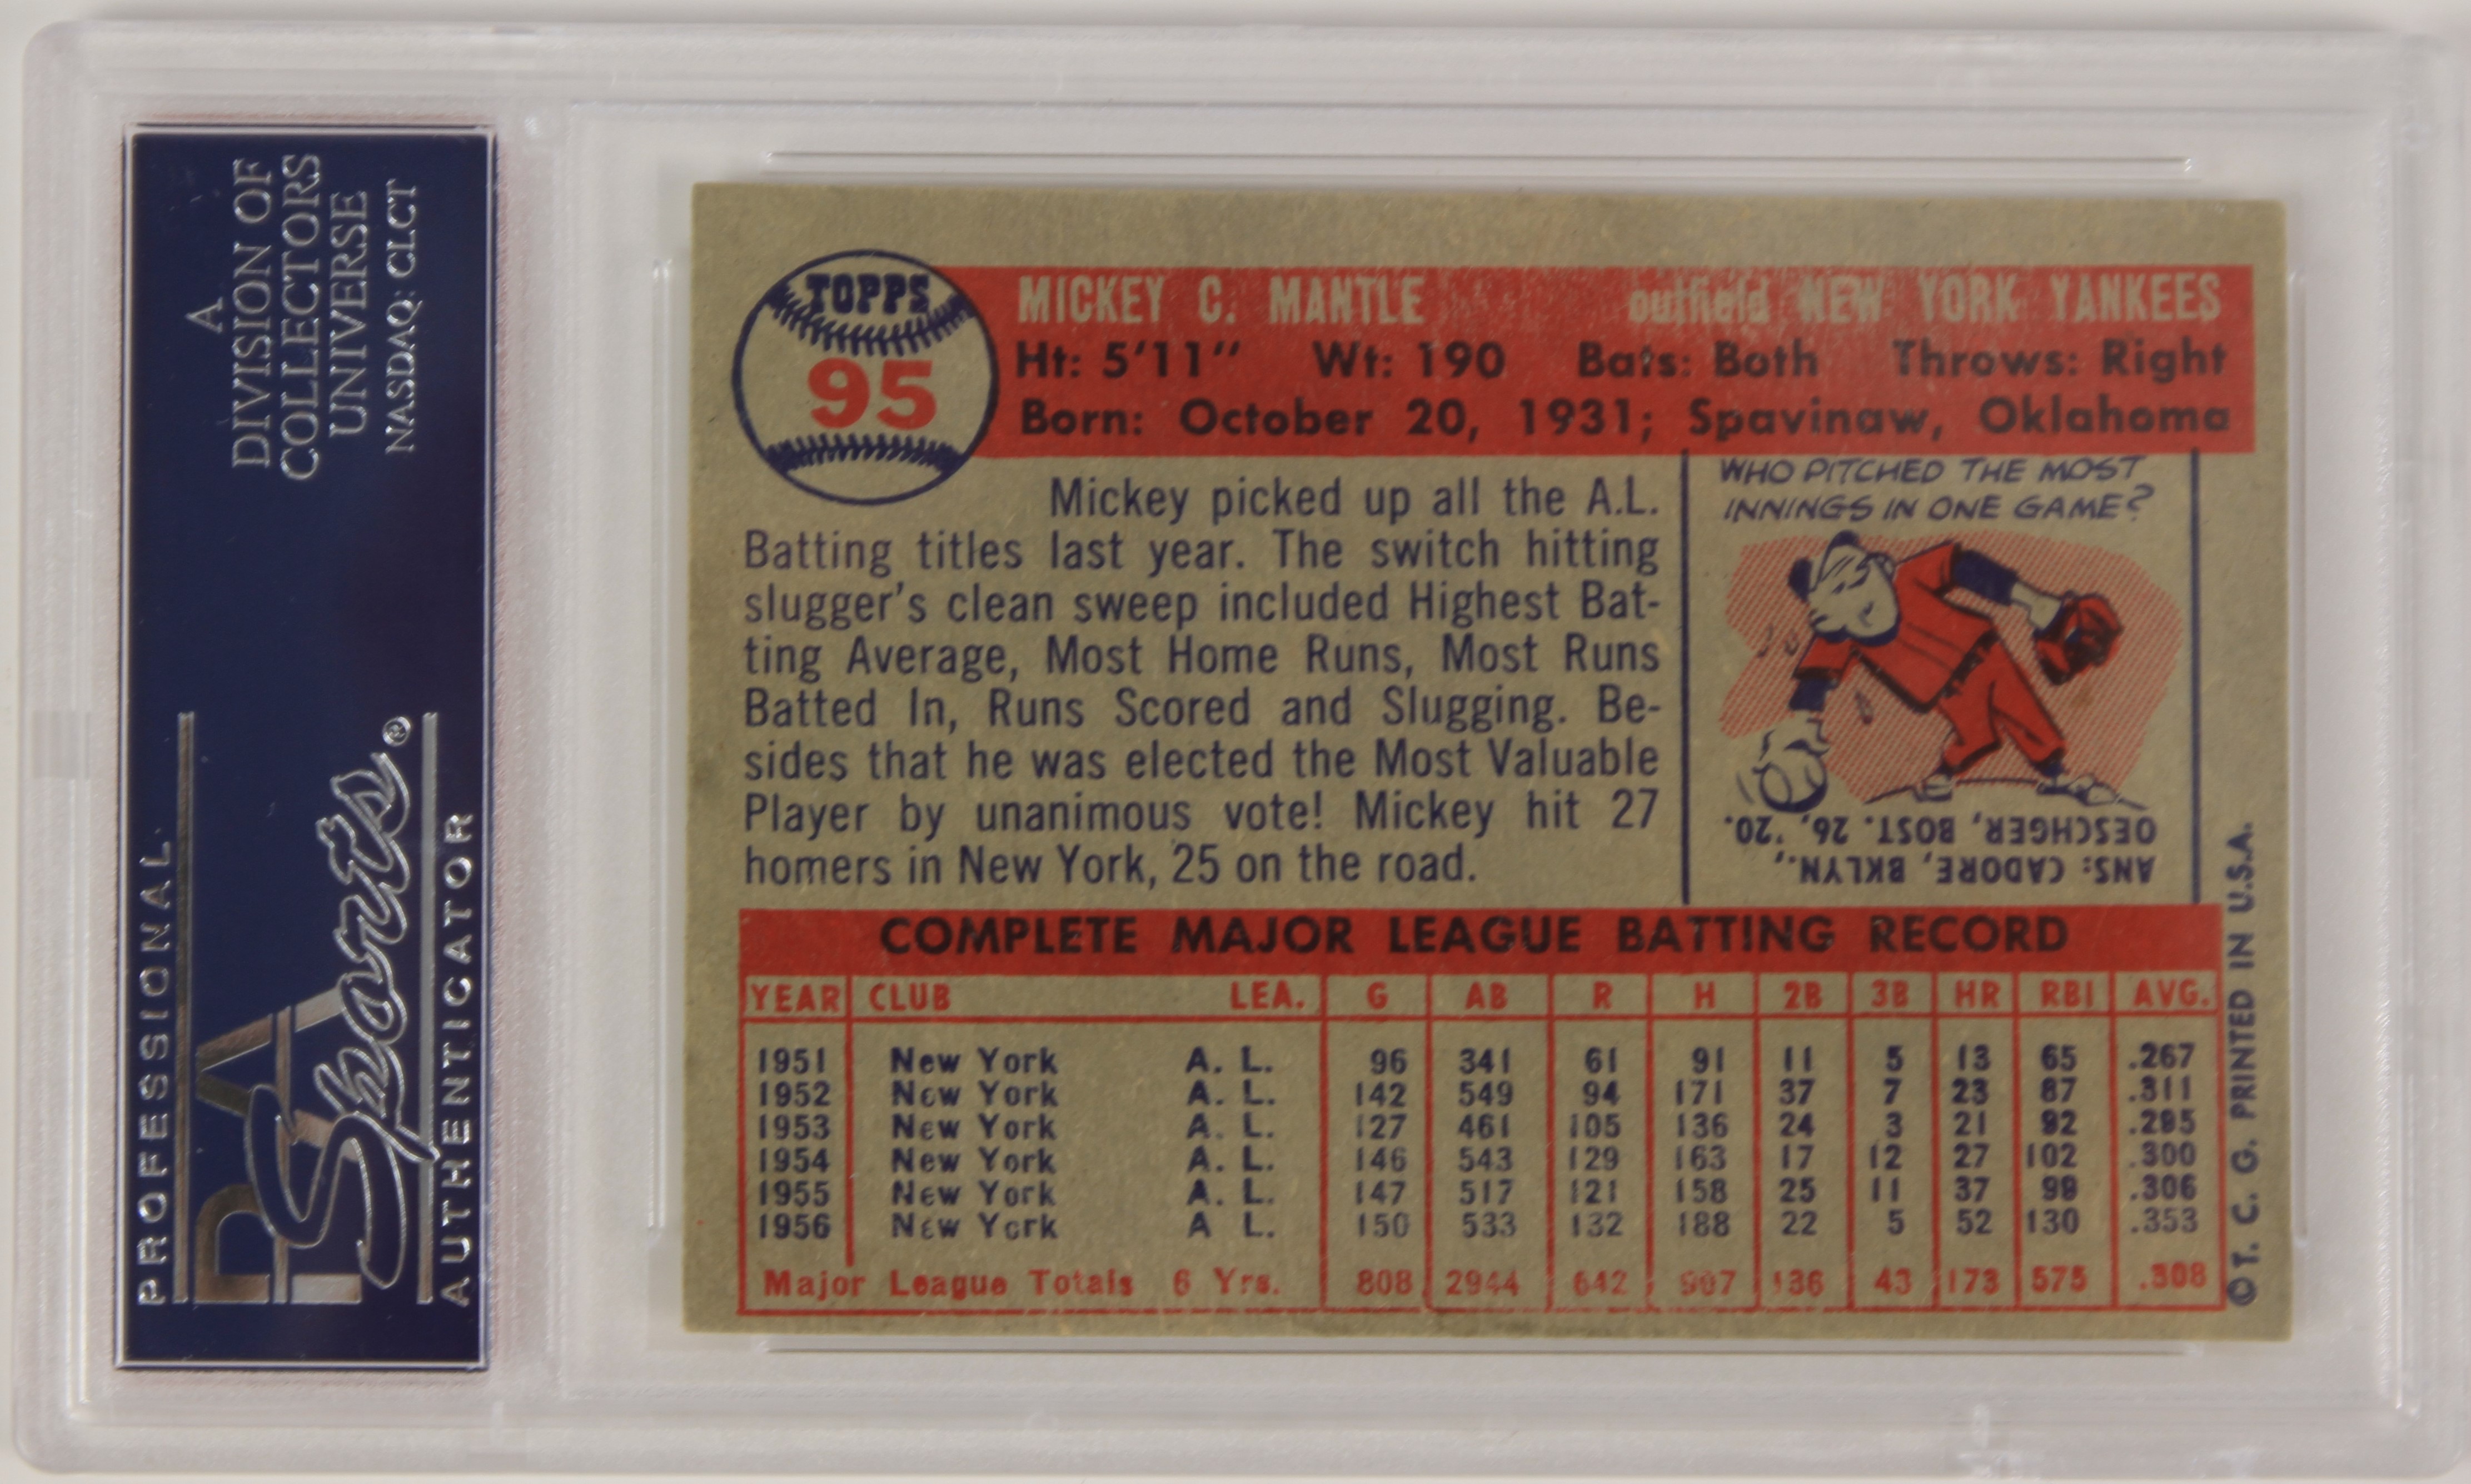 A
DIVISION OF
COLLECTORS
UNIVERSE
NASDAQ: CLCT
PROFESSIONAL
PSA
Sports®
AUTHENTICATOR
TOPPS
95
MICKEY C. MANTLE outfield NEW YORK YANKEES
Ht: 5'11" Wt: 190 Bats: Both Throws: Right
Born: October 20, 1931; Spavinaw, Oklahoma
Mickey picked up all the A.L.
Batting titles last year. The switch hitting
slugger's clean sweep included Highest Bat-
ting Average, Most Home Runs, Most Runs
Batted In, Runs Scored and Slugging. Be-
sides that he was elected the Most Valuable
Player by unanimous vote! Mickey hit 27
homers in New York, 25 on the road.
WHO PITCHED THE MOST
INNINGS IN ONE GAME?
ANS: CADORE, BKLYN.,
OESCHGER, BOST. 26, '20.
COMPLETE MAJOR LEAGUE BATTING RECORD
YEAR CLUB LEA. G AB R H 2B 3B HR RBI AVG.
1951 New York A. L. 96 341 61 91 11 5 13 65 .267
1952 New York A. L. 142 549 94 171 37 7 23 87 .311
1953 New York A. L. 127 461 105 136 24 3 21 92 .295
1954 New York A. L. 146 543 129 163 17 12 27 102 .300
1955 New York A. L. 147 517 121 158 25 11 37 99 .306
1956 New York A L. 150 533 132 188 22 5 52 130 .353
Major League Totals 6 Yrs. 808 2944 642 907 136 43 173 575 .308
©T. C. G. PRINTED IN U.S.A.